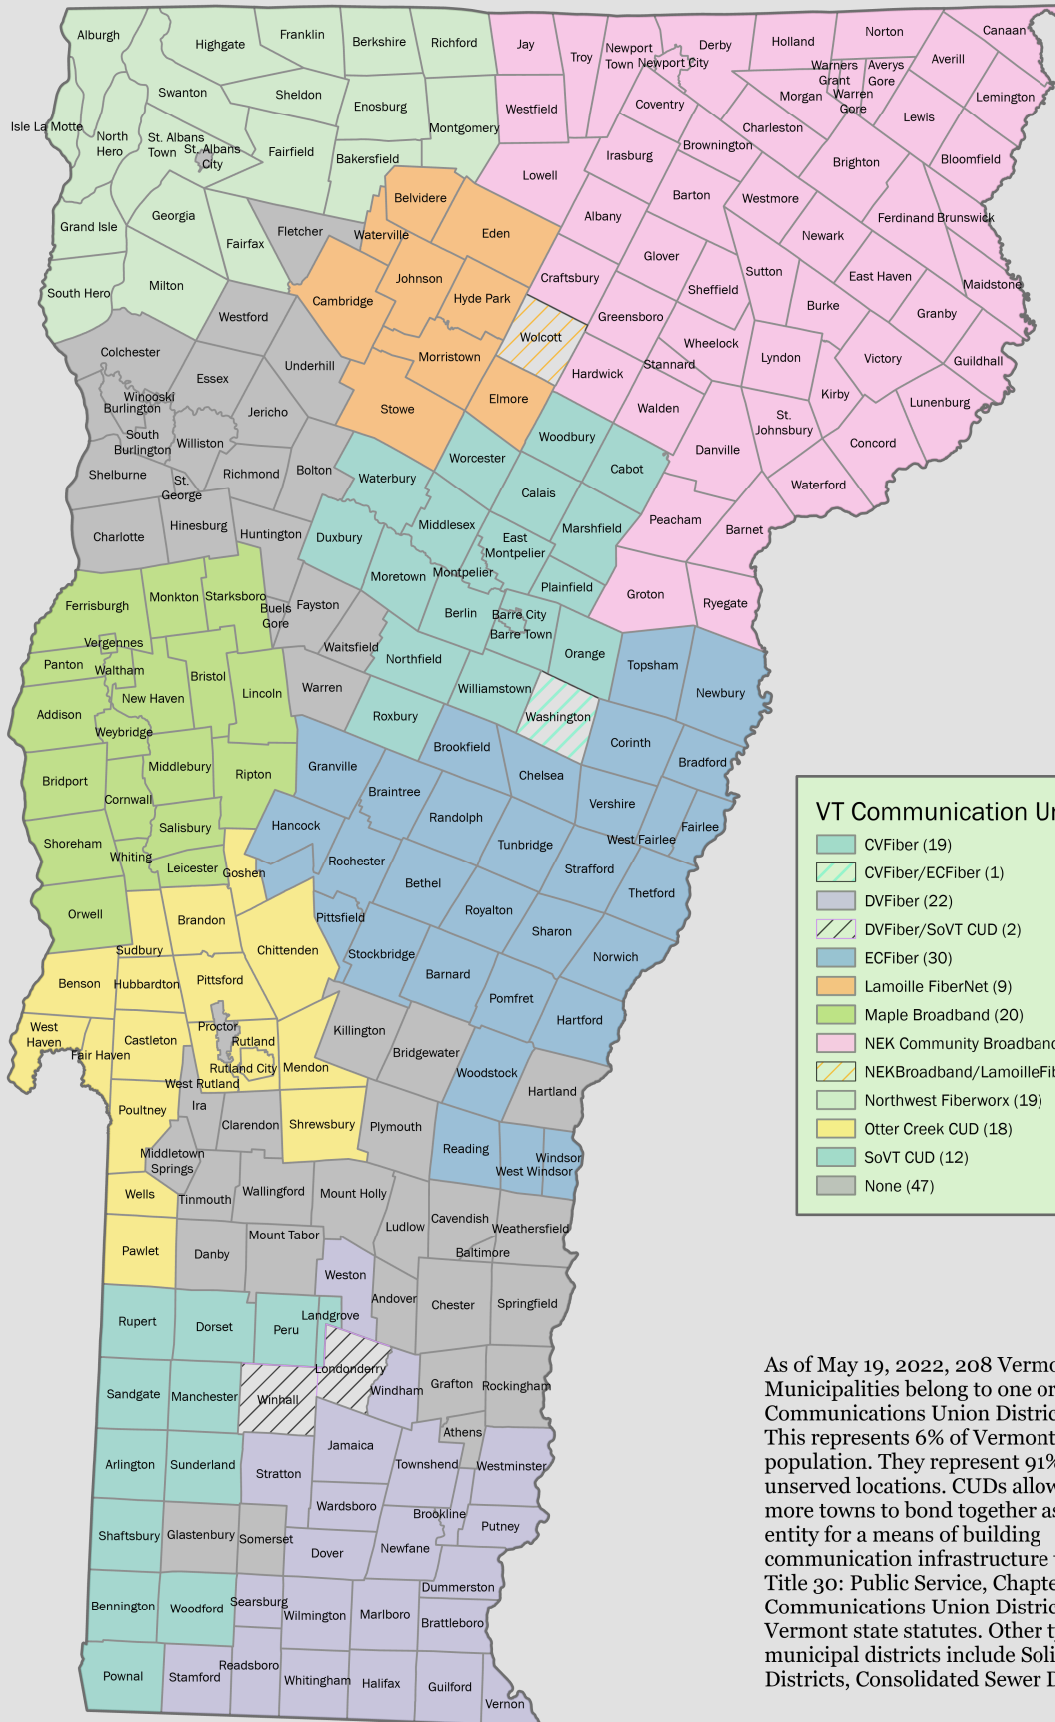 Alburgh
Highgate
Franklin
Berkshire
Richford
Jay
Troy
Newport
Town
Newport City
Derby
Holland
Norton
Canaan
Averill
Warners
Grant
Averys
Gore
Warren
Gore
Morgan
Lemington
Swanton
Sheldon
Enosburg
Westfield
Coventry
Lewis
Isle La Motte
North
Hero
St. Albans
Town
St. Albans
City
Fairfield
Montgomery
Bakersfield
Charleston
Brownington
Irasburg
Brighton
Bloomfield
Lowell
Belvidere
Barton
Westmore
Grand Isle
Georgia
Fairfax
Fletcher
Waterville
Eden
Albany
Ferdinand
Brunswick
Newark
South Hero
Milton
Cambridge
Johnson
Hyde Park
Craftsbury
Glover
Sutton
Sheffield
East Haven
Maidstone
Westford
Wolcott
Greensboro
Burke
Granby
Colchester
Underhill
Morristown
Wheelock
Stannard
Lyndon
Victory
Guildhall
Essex
Hardwick
Winooski
Burlington
Jericho
Stowe
Elmore
Walden
Kirby
Lunenburg
St.
Johnsbury
South
Burlington
Williston
Woodbury
Danville
Concord
Shelburne
St.
George
Richmond
Bolton
Waterbury
Worcester
Cabot
Waterford
Calais
Charlotte
Hinesburg
Huntington
Duxbury
Middlesex
East
Montpelier
Marshfield
Peacham
Barnet
Moretown
Montpelier
Plainfield
Groton
Ryegate
Ferrisburgh
Monkton
Starksboro
Buels
Gore
Fayston
Berlin
Barre City
Barre Town
Vergennes
Waitsfield
Orange
Panton
Waltham
Bristol
Northfield
Topsham
Lincoln
Warren
Williamstown
Newbury
New Haven
Addison
Weybridge
Roxbury
Washington
Brookfield
Corinth
Bradford
Bridport
Middlebury
Ripton
Granville
Braintree
Chelsea
Cornwall
Vershire
Shoreham
Salisbury
Hancock
Randolph
West Fairlee
Fairlee
Whiting
Leicester
Goshen
Rochester
Tunbridge
Strafford
Bethel
Thetford
Orwell
Brandon
Pittsfield
Royalton
Sharon
Sudbury
Chittenden
Stockbridge
Norwich
Benson
Hubbardton
Pittsford
Barnard
Pomfret
Hartford
West
Haven
Fair Haven
Castleton
Proctor
Rutland
Killington
Bridgewater
Rutland City
Mendon
West Rutland
Woodstock
Hartland
Poultney
Ira
Clarendon
Shrewsbury
Plymouth
Middletown
Springs
Reading
West Windsor
Windsor
Wells
Tinmouth
Wallingford
Mount Holly
Ludlow
Cavendish
Weathersfield
Pawlet
Danby
Mount Tabor
Baltimore
Weston
Andover
Chester
Springfield
Rupert
Dorset
Peru
Landgrove
Londonderry
Sandgate
Manchester
Winhall
Windham
Grafton
Rockingham
Athens
Arlington
Sunderland
Stratton
Jamaica
Townshend
Westminster
Wardsboro
Brookline
Shaftsbury
Glastenbury
Somerset
Dover
Newfane
Putney
Dummerston
Bennington
Woodford
Searsburg
Wilmington
Marlboro
Brattleboro
Pownal
Stamford
Readsboro
Whitingham
Halifax
Guilford
Vernon
VT Communication Un
CVFiber (19)
CVFiber/ECFiber (1)
DVFiber (22)
DVFiber/SoVT CUD (2)
ECFiber (30)
Lamoille FiberNet (9)
Maple Broadband (20)
NEK Community Broadband
NEKBroadband/LamoilleFib
Northwest Fiberworx (19)
Otter Creek CUD (18)
SoVT CUD (12)
None (47)
As of May 19, 2022, 208 Vermo
Municipalities belong to one or
Communications Union Distric
This represents 6% of Vermont
population. They represent 91%
unserved locations. CUDs allow
more towns to bond together as
entity for a means of building
communication infrastructure
Title 30: Public Service, Chapte
Communications Union Distric
Vermont state statutes. Other t
municipal districts include Soli
Districts, Consolidated Sewer D